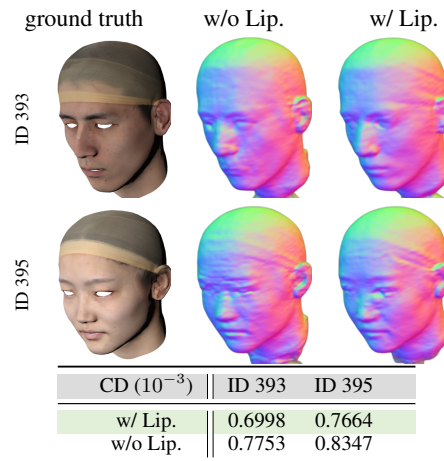 ground truth w/o Lip. w/ Lip.
ID 393
ID 395
CD (10⁻³) ID 393 ID 395
w/ Lip. 0.6998 0.7664
w/o Lip. 0.7753 0.8347